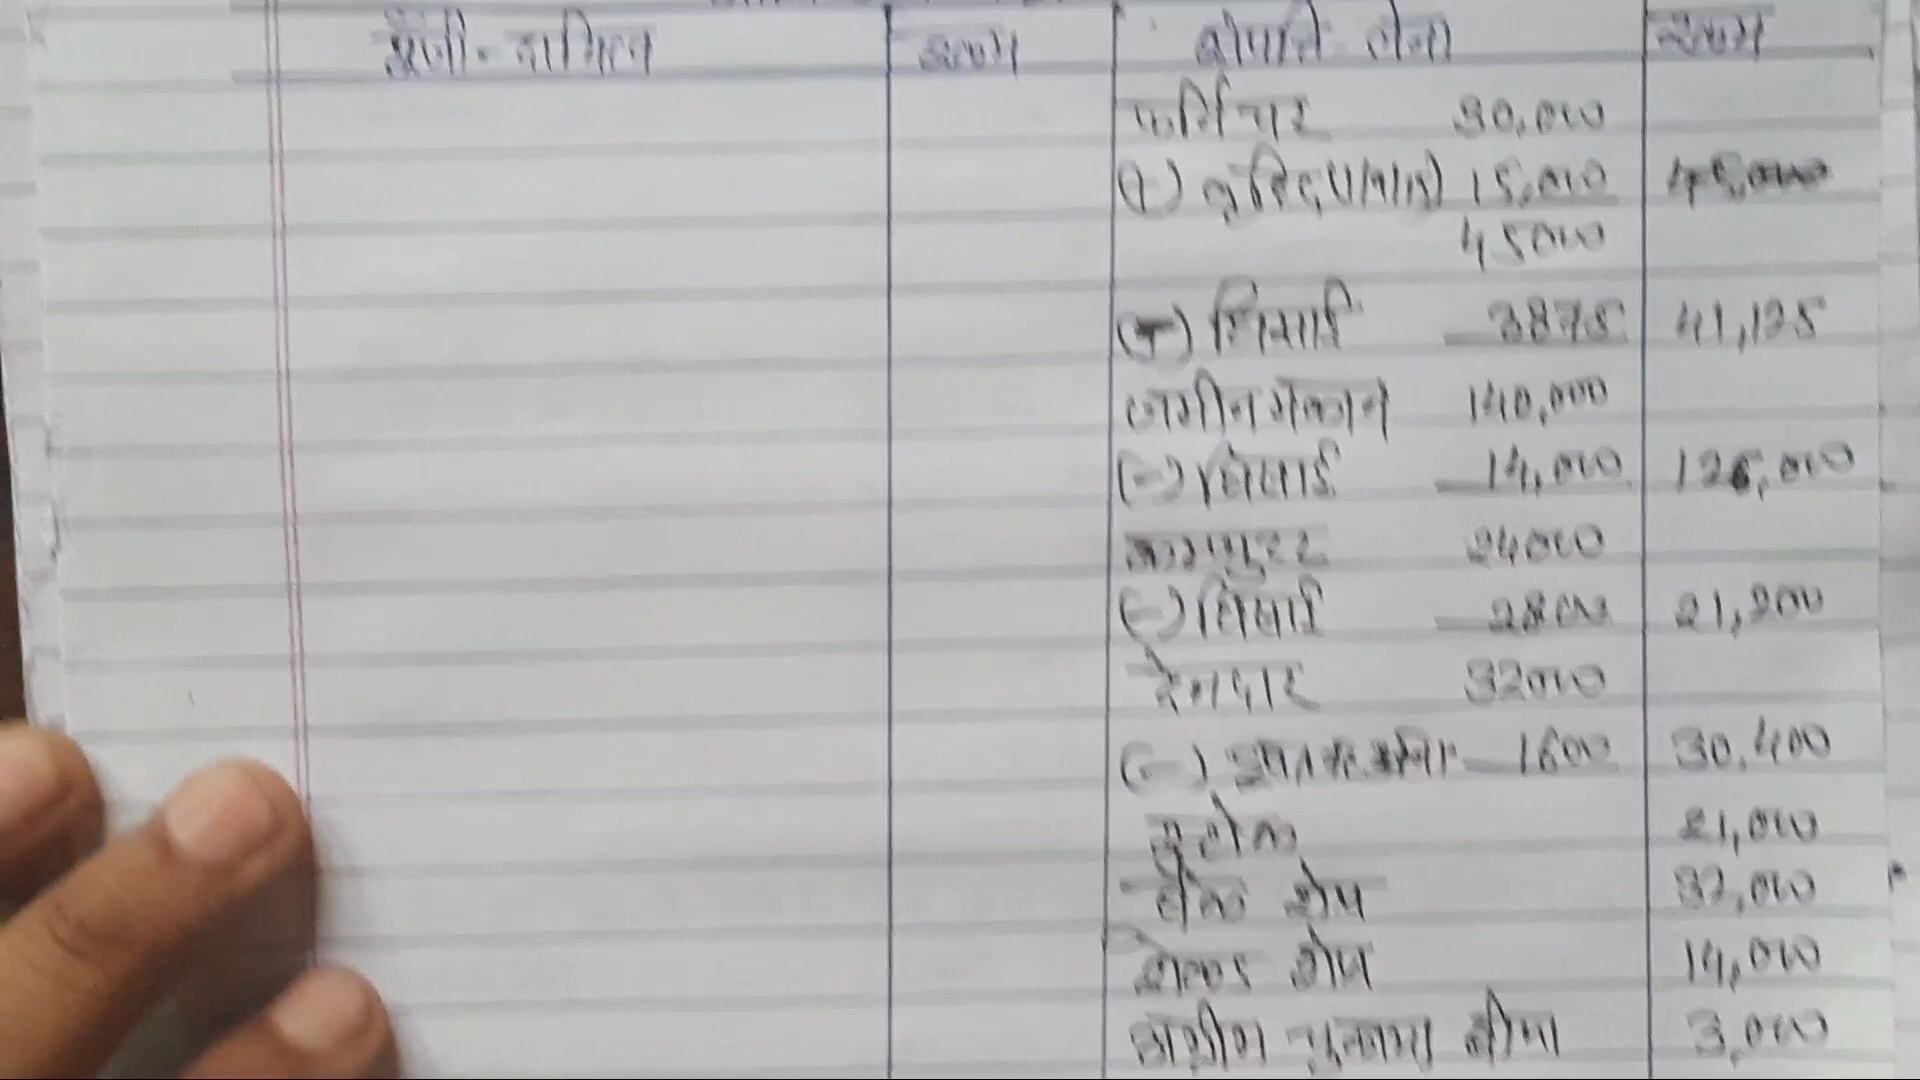 पूँजी - दायित्व रकम सम्पत्ति लेना रकम
फर्निचर 30,000
(+) वृद्धि 15,000 45,000
45000
(-) घिसाई 3875 41,125
जमीन मकान 140,000
(-) घिसाई 14,000 126,000
कम्प्युटर 24000
(-) घिसाई 2800 21,200
देनदार 32000
(-) 1600 30,400
स्टोक 21,000
बैंक शेष 32,000
रोकड शेष 14,000
अग्रीम भुक्तान बीमा 3,000